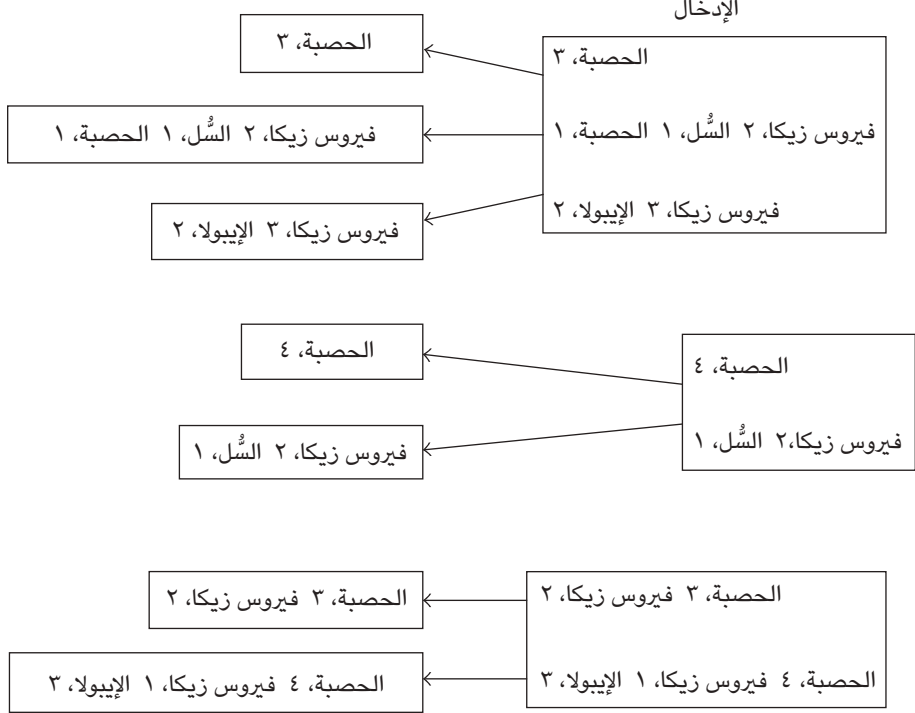 الإدخال
الحصبة، ٣
فيروس زيكا، ٢ السُّل، ١ الحصبة، ١
فيروس زيكا، ٣ الإيبولا، ٢
الحصبة، ٣
فيروس زيكا، ٢ السُّل، ١ الحصبة، ١
فيروس زيكا، ٣ الإيبولا، ٢
الحصبة، ٤
فيروس زيكا،٢ السُّل، ١
الحصبة، ٤
فيروس زيكا، ٢ السُّل، ١
الحصبة، ٣ فيروس زيكا، ٢
الحصبة، ٤ فيروس زيكا، ١ الإيبولا، ٣
الحصبة، ٣ فيروس زيكا، ٢
الحصبة، ٤ فيروس زيكا، ١ الإيبولا، ٣